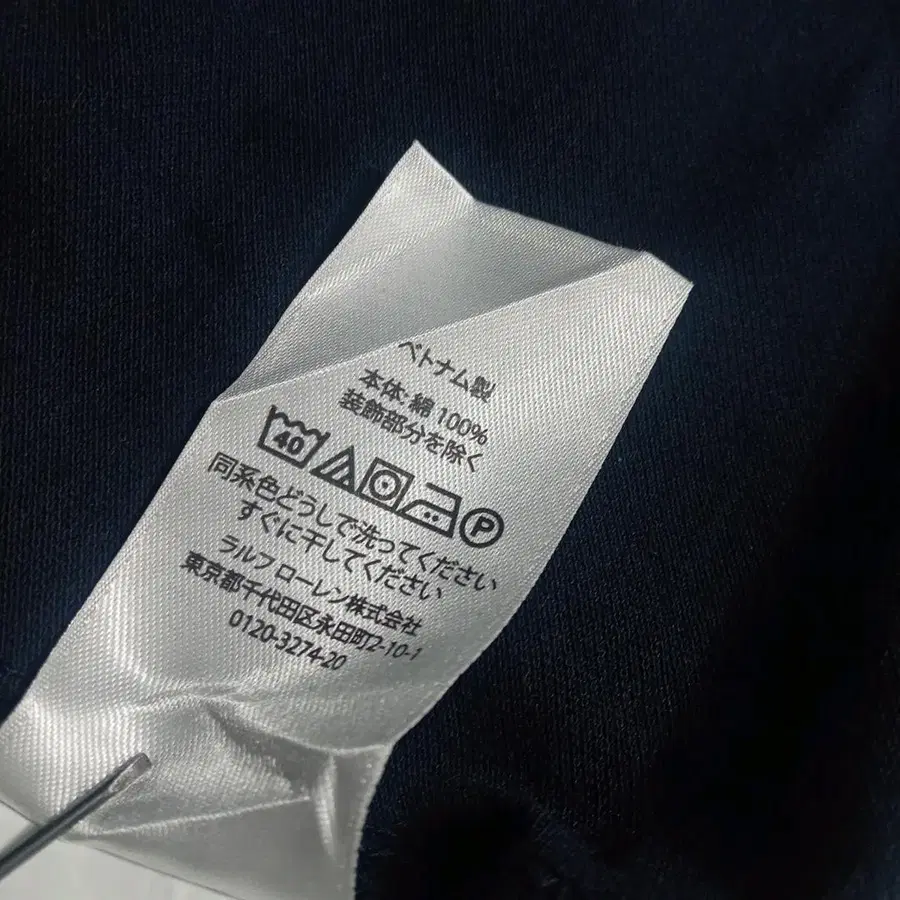 ベトナム製
本体: 綿 100%
装飾部分を除く
40 P
同系色どうしで洗ってください
すぐに干してください
ラルフ ローレン株式会社
東京都千代田区永田町2-10-1
0120-3274-20